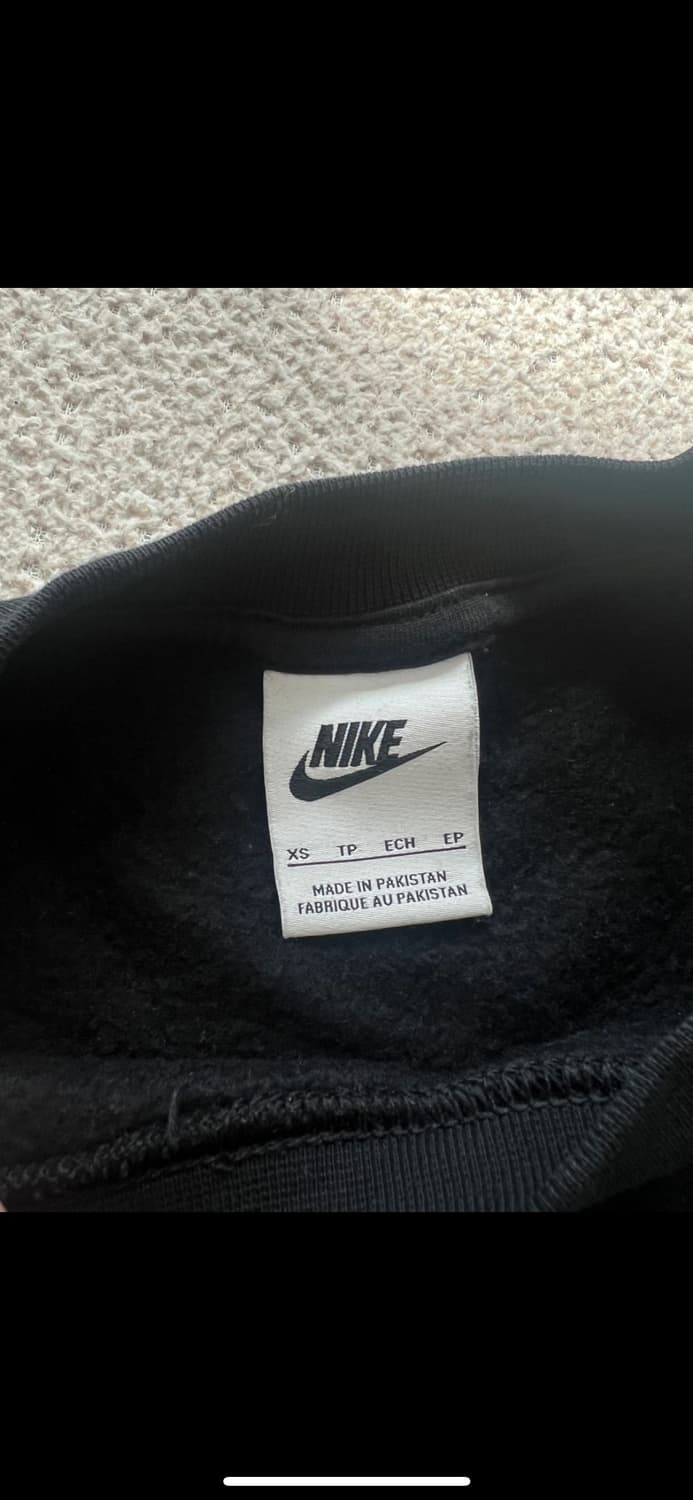 NIKE
XS TP ECH EP
MADE IN PAKISTAN
FABRIQUE AU PAKISTAN